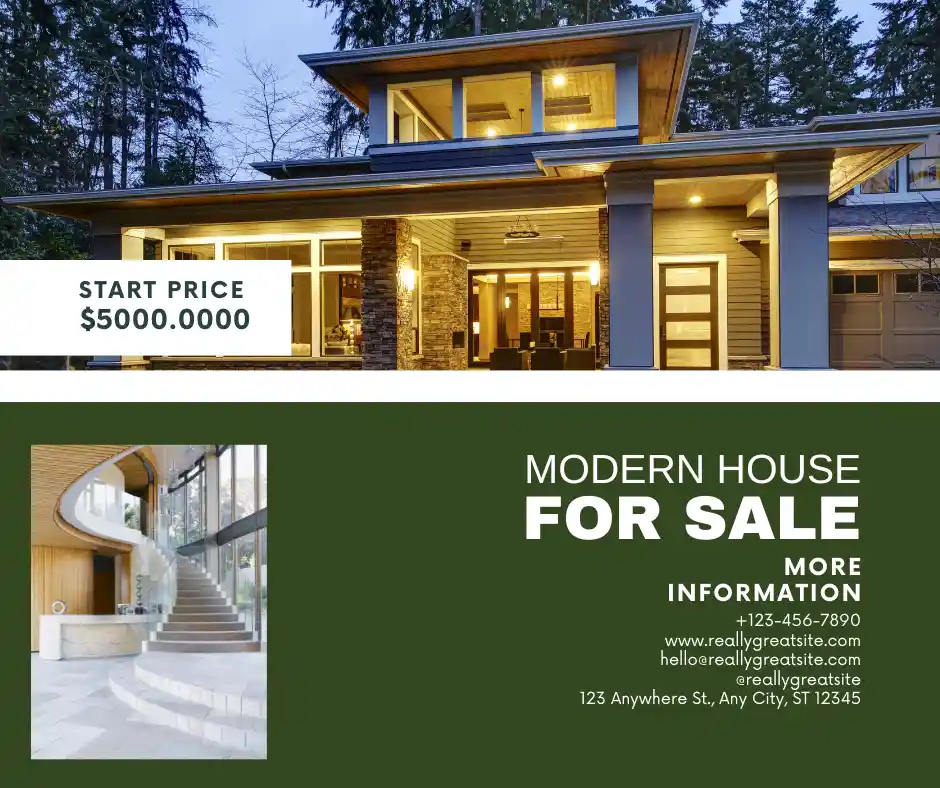 START PRICE
$5000.0000
MODERN HOUSE
FOR SALE
MORE
INFORMATION
+123-456-7890
www.reallygreatsite.com
hello@reallygreatsite.com
@reallygreatsite
123 Anywhere St., Any City, ST 12345